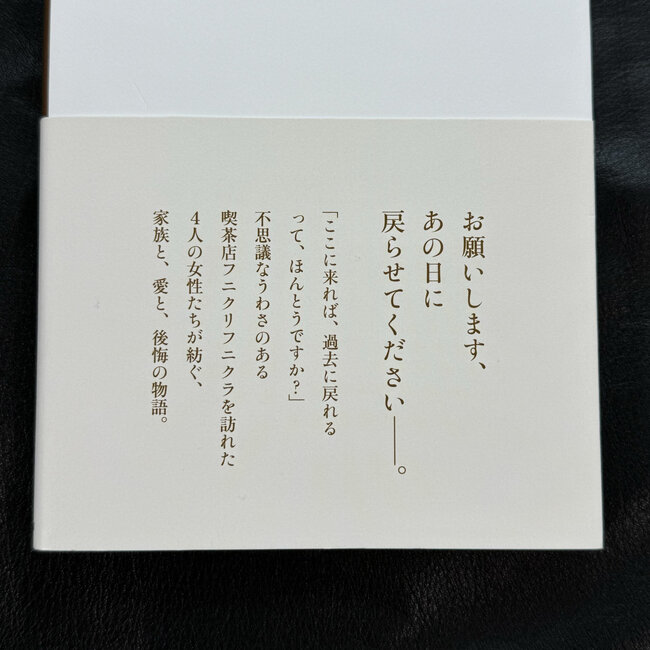 お願いします、
あの日に
戻らせてください――。
「ここに来れば、過去に戻れる
って、ほんとうですか？」
不思議なうわさのある
喫茶店フニクリフニクラを訪れた
4人の女性たちが紡ぐ、
家族と、愛と、後悔の物語。